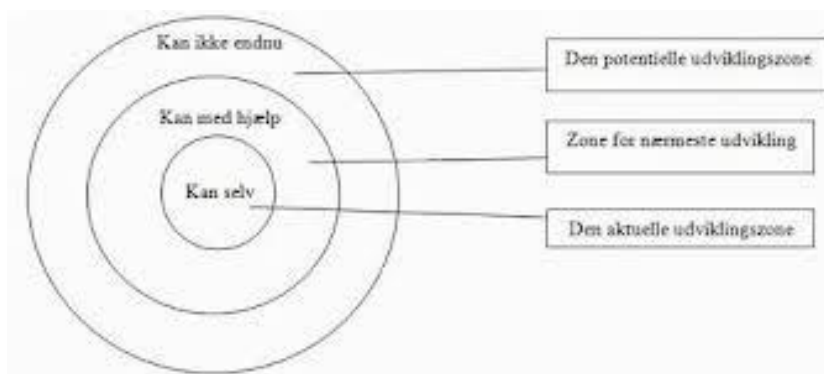 Kan ikke endnu
Den potentielle udviklingszone
Kan med hjælp
Zone for nærmeste udvikling
Kan selv
Den aktuelle udviklingszone